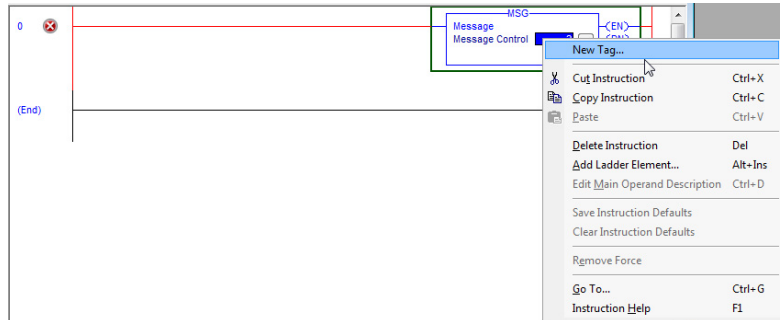 MSG
0
Message
Message Control ?
EN
New Tag...
Cut Instruction Ctrl+X
Copy Instruction Ctrl+C
(End)
Paste Ctrl+V
Delete Instruction Del
Add Ladder Element... Alt+Ins
Edit Main Operand Description Ctrl+D
Save Instruction Defaults
Clear Instruction Defaults
Remove Force
Go To... Ctrl+G
Instruction Help F1